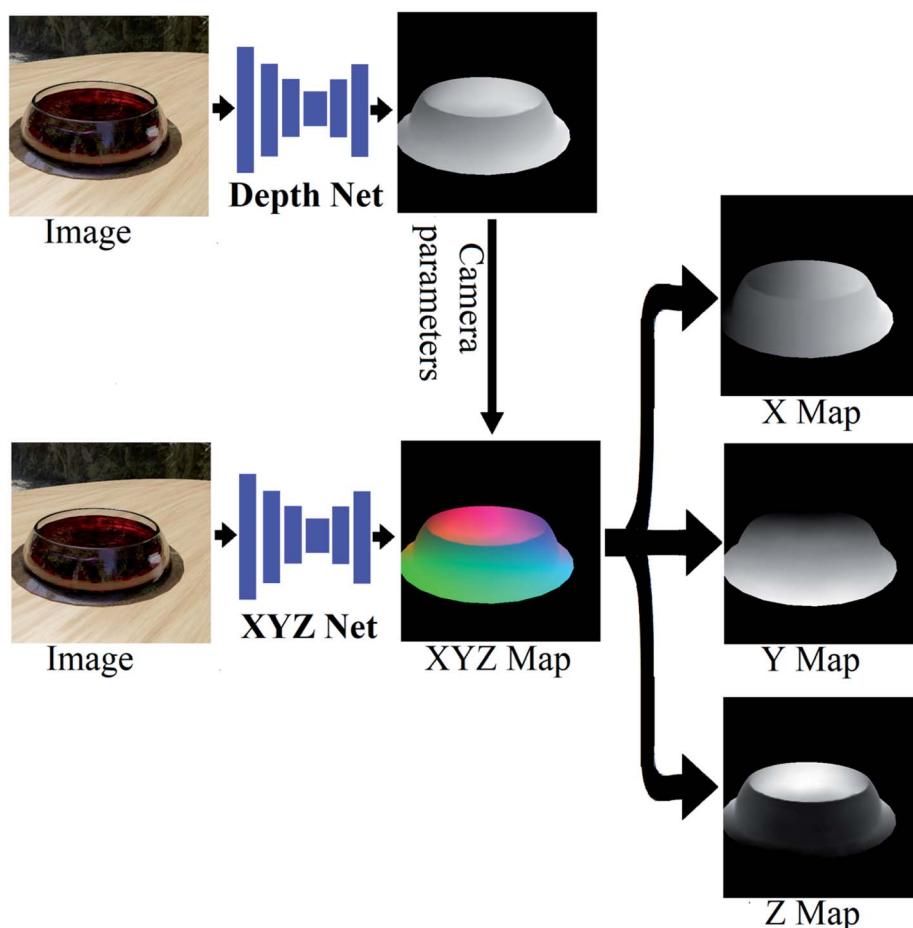 Depth Net
Image
Camera
parameters
X Map
XYZ Net
Image
XYZ Map
Y Map
Z Map